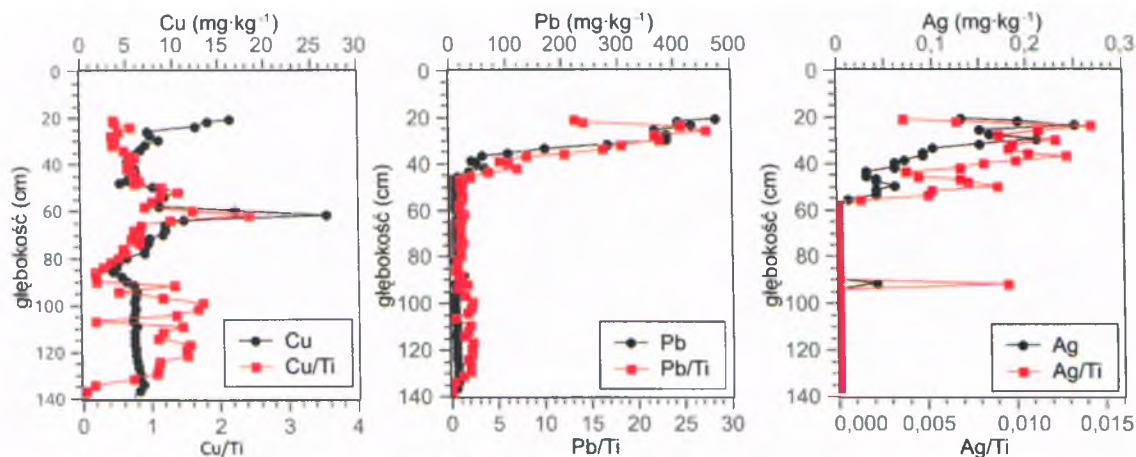 Cu (mg·kg⁻¹)
0 5 10 15 20 25 30
głębokość (cm)
0
20
40
60
80
100
120
140
Cu
Cu/Ti
0 1 2 3 4
Cu/Ti
Pb (mg·kg⁻¹)
0 100 200 300 400 500
głębokość (cm)
0
20
40
60
80
100
120
140
Pb
Pb/Ti
0 5 10 15 20 25 30
Pb/Ti
Ag (mg·kg⁻¹)
0 0,1 0,2 0,3
głębokość (cm)
0
20
40
60
80
100
120
140
Ag
Ag/Ti
0,000 0,005 0,010 0,015
Ag/Ti